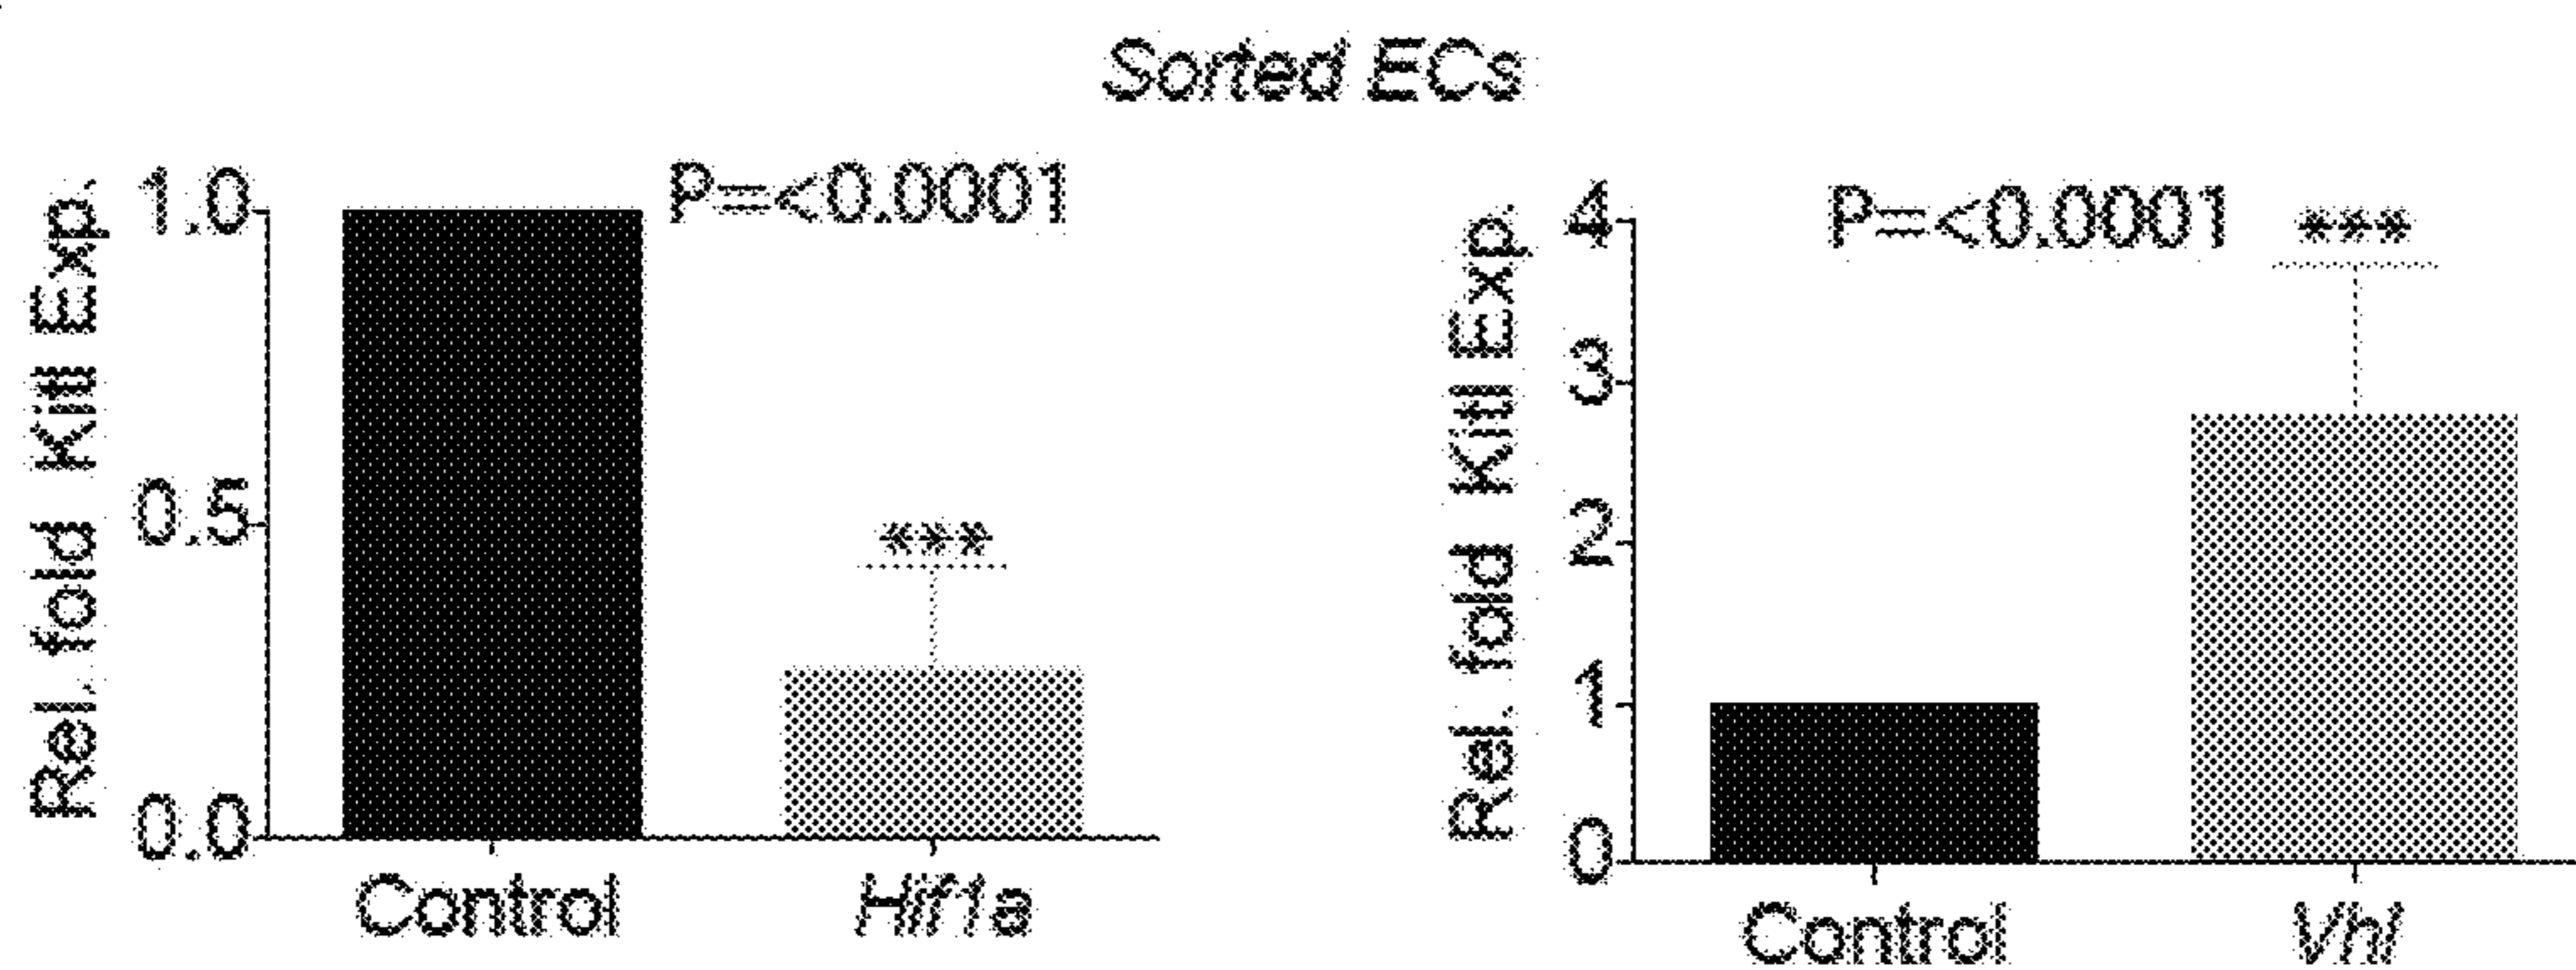 Sorted ECs
Rel. fold Kitl Exp.
1.0
0.5
0.0
P=<0.0001
***
Control
Hif1a
Rel. fold Kitl Exp.
4
3
2
1
0
P=<0.0001 ***
Control
Vhl